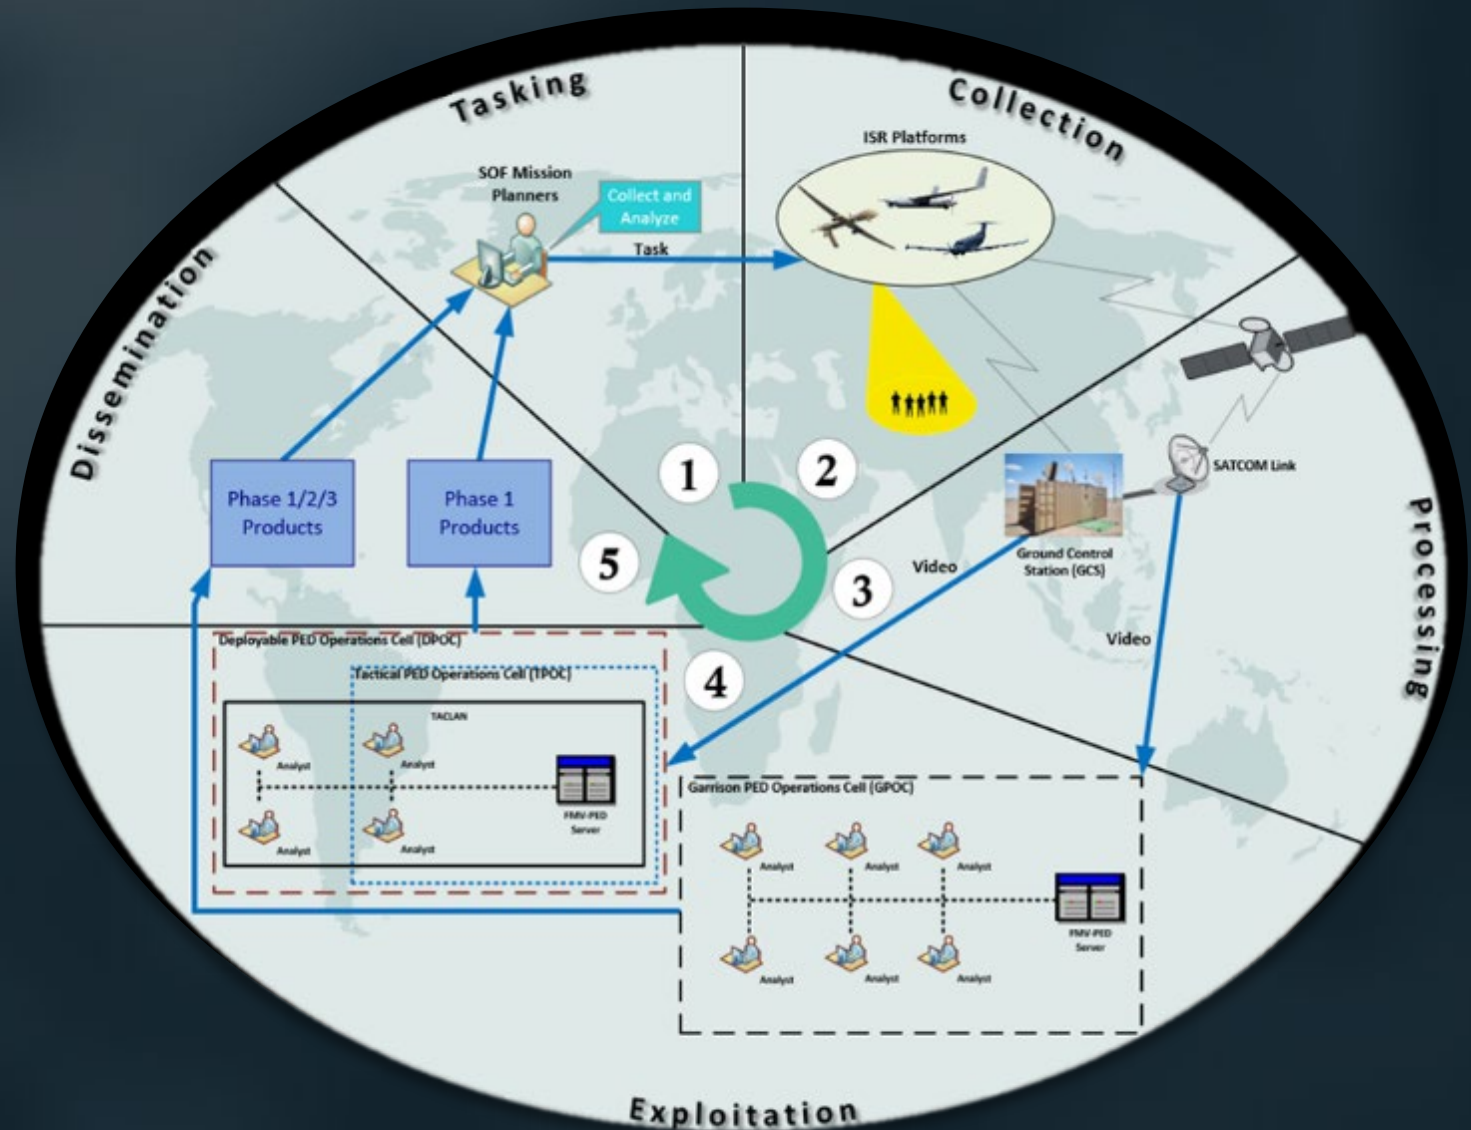 Tasking
Collection
ISR Platforms
SOF Mission
Planners
Collect and
Analyze
Task
Dissemination
SATCOM Link
Phase 1/2/3
Products
Phase 1
Products
1
2
3
4
5
Ground Control
Station (GCS)
Video
Video
Processing
Deployable PED Operations Cell (DPOC)
Tactical PED Operations Cell (TPOC)
TACLAN
Analyst
Analyst
Analyst
Analyst
FMV-PED
Server
Garrison PED Operations Cell (GPOC)
Analyst
Analyst
Analyst
Analyst
Analyst
Analyst
FMV-PED
Server
Exploitation